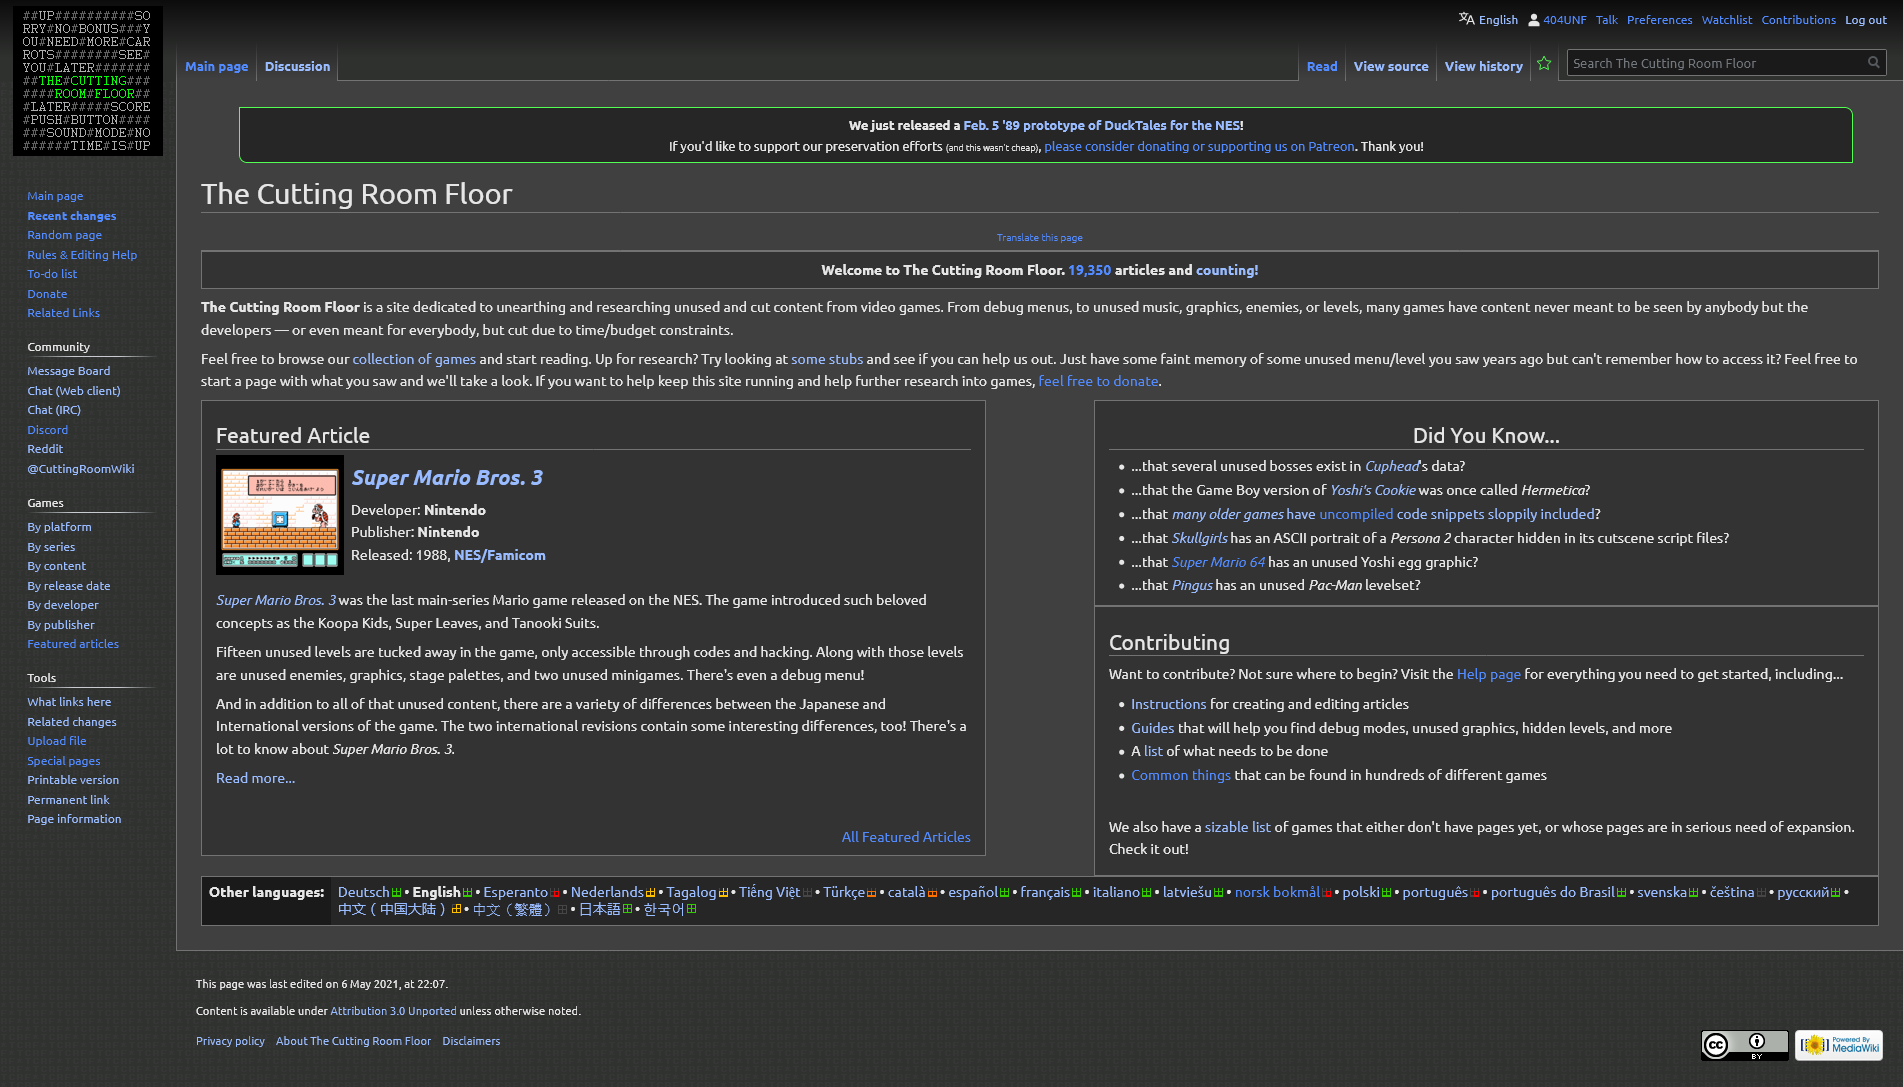 ##UP##########SO
RRY#NO#BONUS###Y
OU#NEED#MORE#CAR
ROTS########SEE#
YOU#LATER#######
##THE#CUTTING###
####ROOM#FLOOR##
#LATER#####SCORE
#PUSH#BUTTON####
###SOUND#MODE#NO
######TIME#IS#UP
English 404UNF Talk Preferences Watchlist Contributions Log out
Main page Discussion Read View source View history Search The Cutting Room Floor
We just released a Feb. 5 '89 prototype of DuckTales for the NES!
If you'd like to support our preservation efforts (and this wasn't cheap), please consider donating or supporting us on Patreon. Thank you!
Main page
Recent changes
Random page
Rules & Editing Help
To-do list
Donate
Related Links
Community
Message Board
Chat (Web client)
Chat (IRC)
Discord
Reddit
@CuttingRoomWiki
Games
By platform
By series
By content
By release date
By developer
By publisher
Featured articles
Tools
What links here
Related changes
Upload file
Special pages
Printable version
Permanent link
Page information
The Cutting Room Floor
Translate this page
Welcome to The Cutting Room Floor. 19,350 articles and counting!
The Cutting Room Floor is a site dedicated to unearthing and researching unused and cut content from video games. From debug menus, to unused music, graphics, enemies, or levels, many games have content never meant to be seen by anybody but the
developers — or even meant for everybody, but cut due to time/budget constraints.
Feel free to browse our collection of games and start reading. Up for research? Try looking at some stubs and see if you can help us out. Just have some faint memory of some unused menu/level you saw years ago but can't remember how to access it? Feel free to
start a page with what you saw and we'll take a look. If you want to help keep this site running and help further research into games, feel free to donate.
Featured Article
Super Mario Bros. 3
Developer: Nintendo
Publisher: Nintendo
Released: 1988, NES/Famicom
Super Mario Bros. 3 was the last main-series Mario game released on the NES. The game introduced such beloved
concepts as the Koopa Kids, Super Leaves, and Tanooki Suits.
Fifteen unused levels are tucked away in the game, only accessible through codes and hacking. Along with those levels
are unused enemies, graphics, stage palettes, and two unused minigames. There's even a debug menu!
And in addition to all of that unused content, there are a variety of differences between the Japanese and
International versions of the game. The two international revisions contain some interesting differences, too! There's a
lot to know about Super Mario Bros. 3.
Read more...
All Featured Articles
Did You Know...
• ...that several unused bosses exist in Cuphead's data?
• ...that the Game Boy version of Yoshi's Cookie was once called Hermetica?
• ...that many older games have uncompiled code snippets sloppily included?
• ...that Skullgirls has an ASCII portrait of a Persona 2 character hidden in its cutscene script files?
• ...that Super Mario 64 has an unused Yoshi egg graphic?
• ...that Pingus has an unused Pac-Man levelset?
Contributing
Want to contribute? Not sure where to begin? Visit the Help page for everything you need to get started, including...
• Instructions for creating and editing articles
• Guides that will help you find debug modes, unused graphics, hidden levels, and more
• A list of what needs to be done
• Common things that can be found in hundreds of different games
We also have a sizable list of games that either don't have pages yet, or whose pages are in serious need of expansion.
Check it out!
Other languages: Deutsch • English • Esperanto • Nederlands • Tagalog • Tiếng Việt • Türkçe • català • español • français • italiano • latviešu • norsk bokmål • polski • português • português do Brasil • svenska • čeština • русский •
中文（中国大陆） • 中文（繁體） • 日本語 • 한국어
This page was last edited on 6 May 2021, at 22:07.
Content is available under Attribution 3.0 Unported unless otherwise noted.
Privacy policy About The Cutting Room Floor Disclaimers
cc BY
Powered By MediaWiki